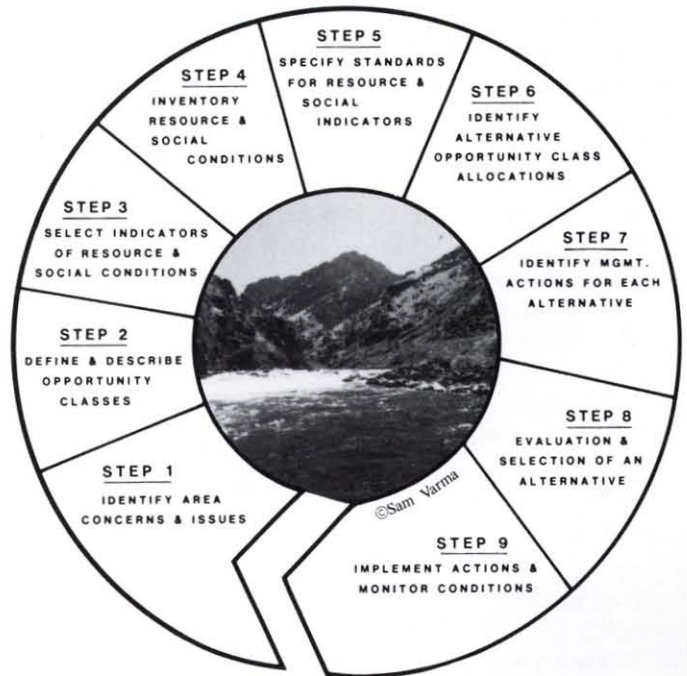 STEP 1
IDENTIFY AREA
CONCERNS & ISSUES
STEP 2
DEFINE & DESCRIBE
OPPORTUNITY
CLASSES
STEP 3
SELECT INDICATORS
OF RESOURCE &
SOCIAL CONDITIONS
STEP 4
INVENTORY
RESOURCE &
SOCIAL
CONDITIONS
STEP 5
SPECIFY STANDARDS
FOR RESOURCE &
SOCIAL
INDICATORS
STEP 6
IDENTIFY
ALTERNATIVE
OPPORTUNITY CLASS
ALLOCATIONS
STEP 7
IDENTIFY MGMT.
ACTIONS FOR EACH
ALTERNATIVE
STEP 8
EVALUATION &
SELECTION OF AN
ALTERNATIVE
STEP 9
IMPLEMENT ACTIONS &
MONITOR CONDITIONS
©Sam Varma